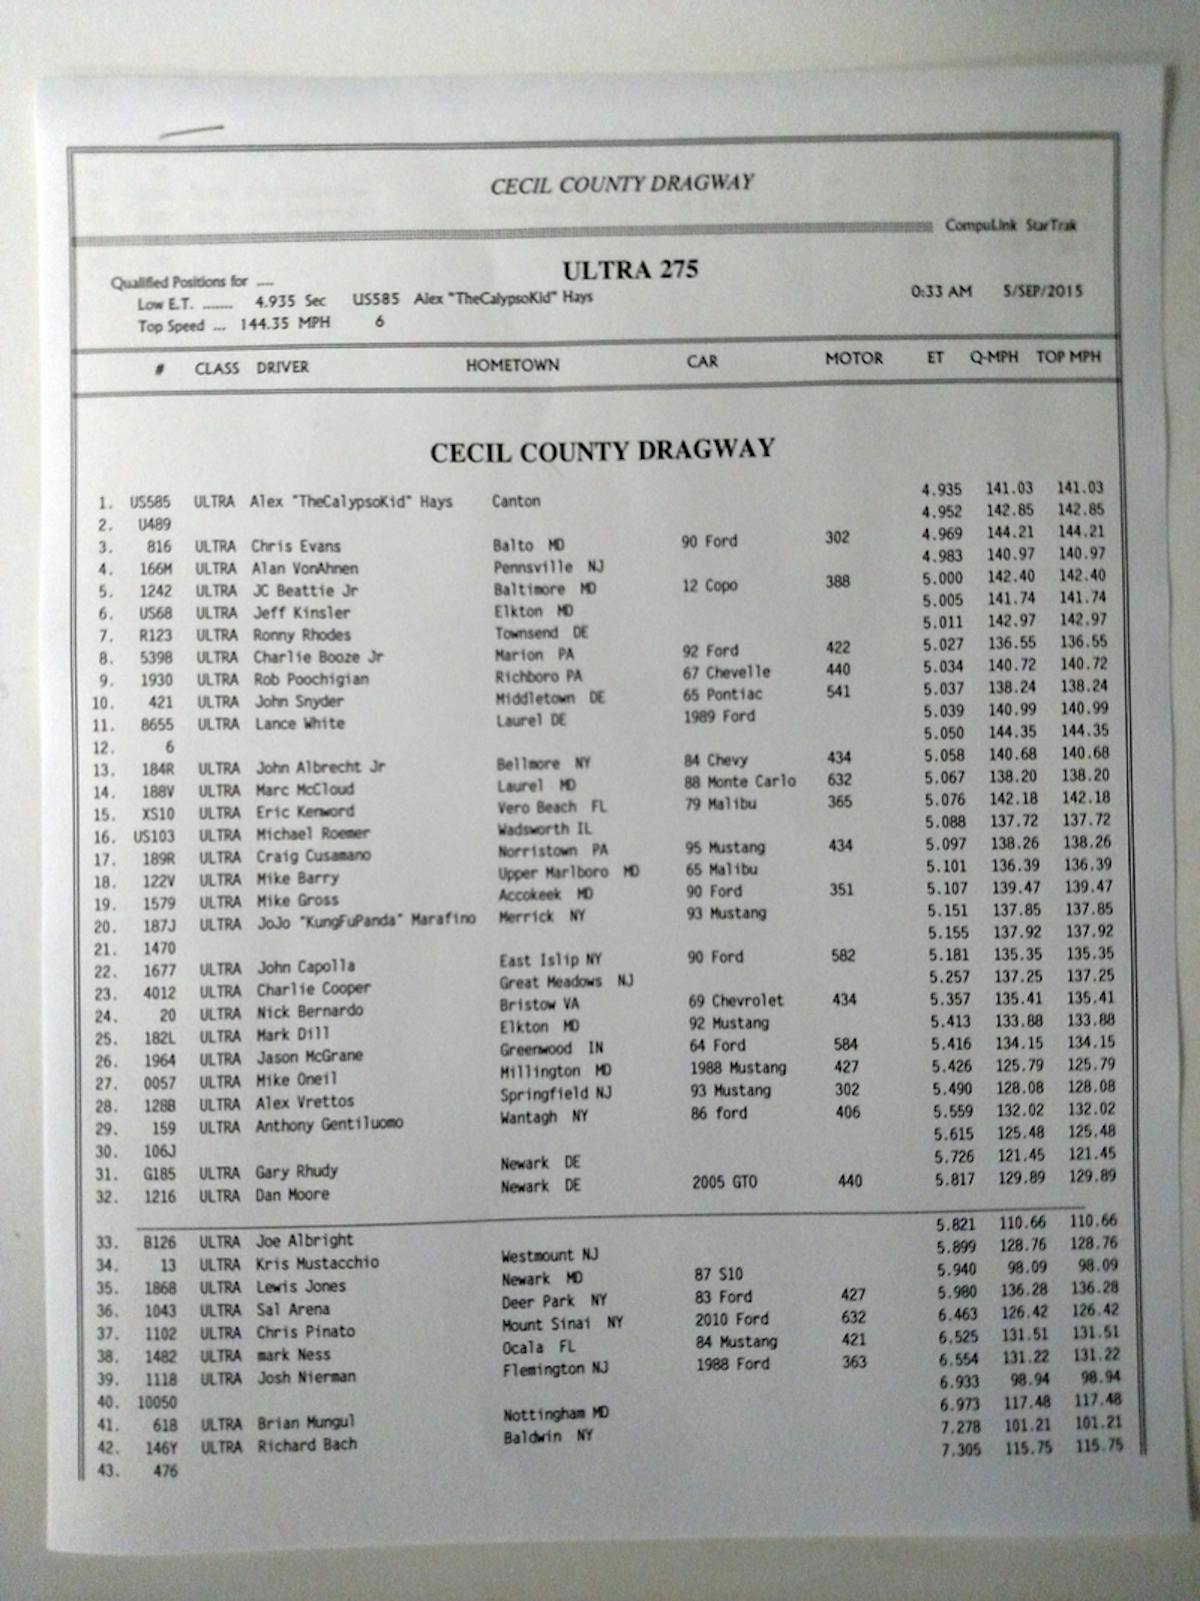 CECIL COUNTY DRAGWAY
CompuLink StarTrak
ULTRA 275
Qualified Positions for ....
Low E.T. ....... 4.935 Sec US585 Alex "TheCalypsoKid" Hays 0:33 AM 5/SEP/2015
Top Speed ... 144.35 MPH 6
# CLASS DRIVER HOMETOWN CAR MOTOR ET Q-MPH TOP MPH
CECIL COUNTY DRAGWAY
1. US585 ULTRA Alex "TheCalypsoKid" Hays Canton 4.935 141.03 141.03
2. U489 4.952 142.85 142.85
3. 816 ULTRA Chris Evans Balto MD 90 Ford 302 4.969 144.21 144.21
4. 166M ULTRA Alan VonAhnen Pennsville NJ 4.983 140.97 140.97
5. 1242 ULTRA JC Beattie Jr Baltimore MD 12 Copo 388 5.000 142.40 142.40
6. US68 ULTRA Jeff Kinsler Elkton MD 5.005 141.74 141.74
7. R123 ULTRA Ronny Rhodes Townsend DE 5.011 142.97 142.97
8. 5398 ULTRA Charlie Booze Jr Marion PA 92 Ford 422 5.027 136.55 136.55
9. 1930 ULTRA Rob Poochigian Richboro PA 67 Chevelle 440 5.034 140.72 140.72
10. 421 ULTRA John Snyder Middletown DE 65 Pontiac 541 5.037 138.24 138.24
11. 8655 ULTRA Lance White Laurel DE 1989 Ford 5.039 140.99 140.99
12. 6 5.050 144.35 144.35
13. 184R ULTRA John Albrecht Jr Bellmore NY 84 Chevy 434 5.058 140.68 140.68
14. 188V ULTRA Marc McCloud Laurel MD 88 Monte Carlo 632 5.067 138.20 138.20
15. XS10 ULTRA Eric Kenword Vero Beach FL 79 Malibu 365 5.076 142.18 142.18
16. US103 ULTRA Michael Roemer Wadsworth IL 5.088 137.72 137.72
17. 189R ULTRA Craig Cusamano Norristown PA 95 Mustang 434 5.097 138.26 138.26
18. 122V ULTRA Mike Barry Upper Marlboro MD 65 Malibu 5.101 136.39 136.39
19. 1579 ULTRA Mike Gross Accokeek MD 90 Ford 351 5.107 139.47 139.47
20. 187J ULTRA JoJo "KungFuPanda" Marafino Merrick NY 93 Mustang 5.151 137.85 137.85
21. 1470 5.155 137.92 137.92
22. 1677 ULTRA John Capolla East Islip NY 90 Ford 582 5.181 135.35 135.35
23. 4012 ULTRA Charlie Cooper Great Meadows NJ 5.257 137.25 137.25
24. 20 ULTRA Nick Bernardo Bristow VA 69 Chevrolet 434 5.357 135.41 135.41
25. 182L ULTRA Mark Dill Elkton MD 92 Mustang 5.413 133.88 133.88
26. 1964 ULTRA Jason McGrane Greenwood IN 64 Ford 584 5.416 134.15 134.15
27. 0057 ULTRA Mike Oneil Millington MD 1988 Mustang 427 5.426 125.79 125.79
28. 128B ULTRA Alex Vrettos Springfield NJ 93 Mustang 302 5.490 128.08 128.08
29. 159 ULTRA Anthony Gentiluomo Wantagh NY 86 ford 406 5.559 132.02 132.02
30. 106J 5.615 125.48 125.48
31. G185 ULTRA Gary Rhudy Newark DE 5.726 121.45 121.45
32. 1216 ULTRA Dan Moore Newark DE 2005 GTO 440 5.817 129.89 129.89
33. B126 ULTRA Joe Albright 5.821 110.66 110.66
34. 13 ULTRA Kris Mustacchio Westmount NJ 5.899 128.76 128.76
35. 1868 ULTRA Lewis Jones Newark MD 87 S10 5.940 98.09 98.09
36. 1043 ULTRA Sal Arena Deer Park NY 83 Ford 427 5.980 136.28 136.28
37. 1102 ULTRA Chris Pinato Mount Sinai NY 2010 Ford 632 6.463 126.42 126.42
38. 1482 ULTRA mark Ness Ocala FL 84 Mustang 421 6.525 131.51 131.51
39. 1118 ULTRA Josh Nierman Flemington NJ 1988 Ford 363 6.554 131.22 131.22
40. 10050 6.933 98.94 98.94
41. 618 ULTRA Brian Mungul Nottingham MD 6.973 117.48 117.48
42. 146Y ULTRA Richard Bach Baldwin NY 7.278 101.21 101.21
43. 476 7.305 115.75 115.75